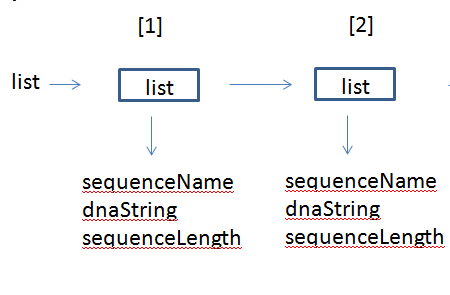 [1] [2]
list list list
sequenceName sequenceName
dnaString dnaString
sequenceLength sequenceLength